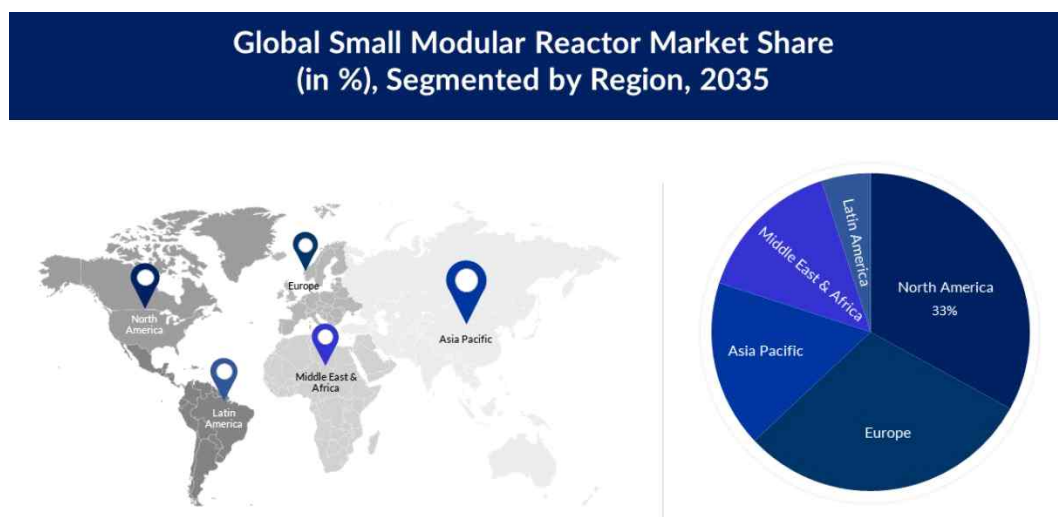 Global Small Modular Reactor Market Share
(in %), Segmented by Region, 2035
Europe
North
America
Asia Pacific
Middle East &
Africa
Latin
America
Latin America
Middle East & Africa
North America
33%
Asia Pacific
Europe